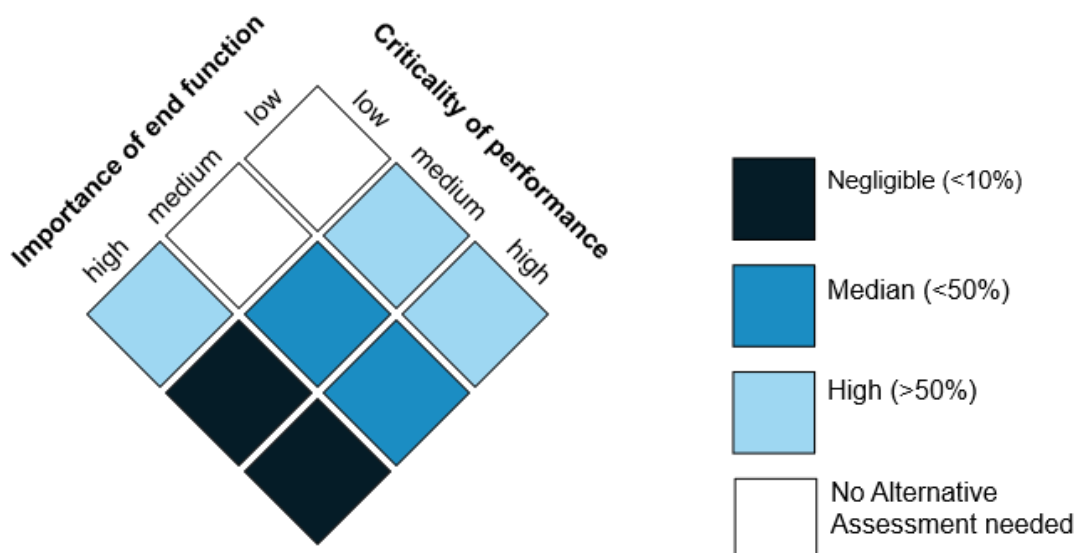 Importance of end function
low
medium
high
Criticality of performance
low
medium
high
Negligible (<10%)
Median (<50%)
High (>50%)
No Alternative
Assessment needed